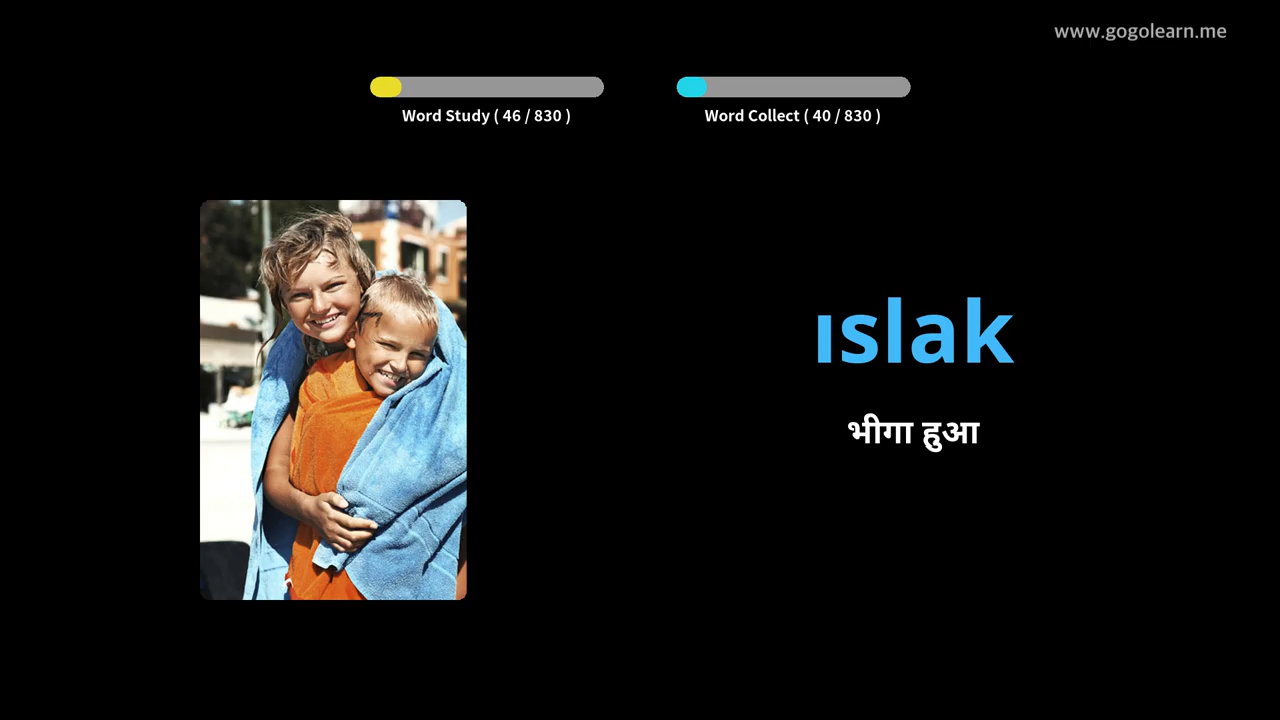 www.gogolearn.me
Word Study ( 46 / 830 )
Word Collect ( 40 / 830 )
ıslak
भीगा हुआ